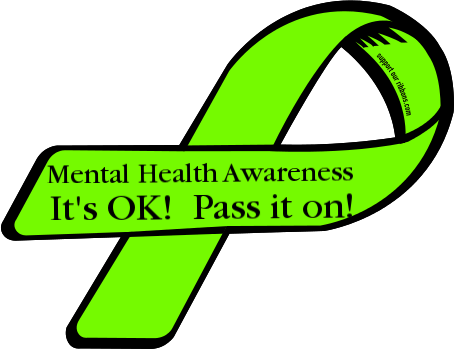 support our ribbons.com
Mental Health Awareness
It's OK!  Pass it on!